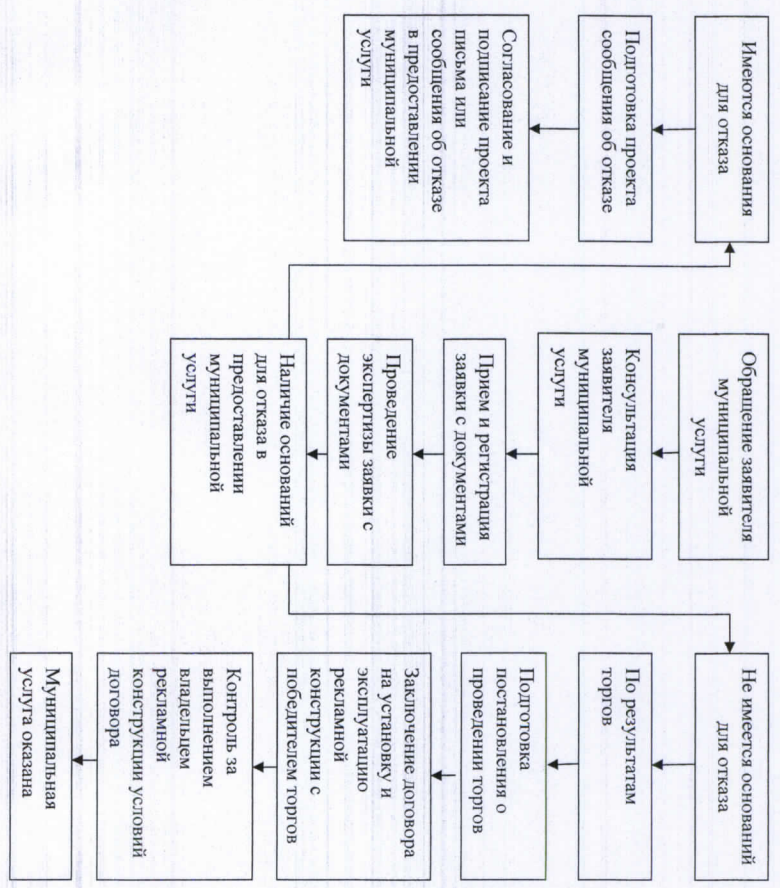 Имеются основания
для отказа
Подготовка проекта
сообщения об отказе
Согласование и
подписание проекта
письма или
сообщения об отказе
в предоставлении
муниципальной
услуги
Обращение заявителя
муниципальной
услуги
Консультация
заявителя
муниципальной
услуги
Прием и регистрация
заявки с документами
Проведение
экспертизы заявки с
документами
Наличие оснований
для отказа в
предоставлении
муниципальной
услуги
Не имеется оснований
для отказа
По результатам
торгов
Подготовка
постановления о
проведении торгов
Заключение договора
на установку и
эксплуатацию
рекламной
конструкции с
победителем торгов
Контроль за
выполнением
владельцем
рекламной
конструкции условий
договора
Муниципальная
услуга оказана